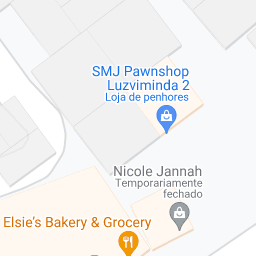 SMJ Pawnshop
Luzviminda 2
Loja de penhores
Nicole Jannah
Temporariamente
fechado
Elsie's Bakery & Grocery